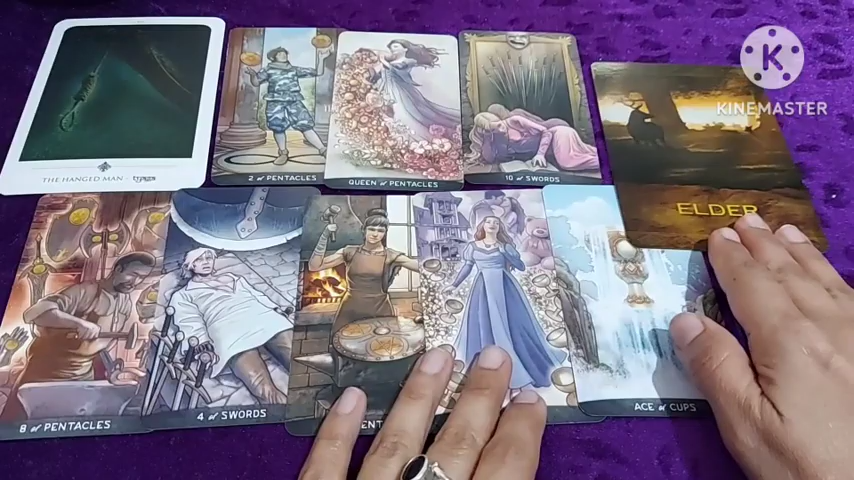 K
KINEMASTER
THE HANGED MAN
2 OF PENTACLES
QUEEN OF PENTACLES
10 OF SWORDS
ELDER
8 OF PENTACLES
4 OF SWORDS
ACE OF CUPS